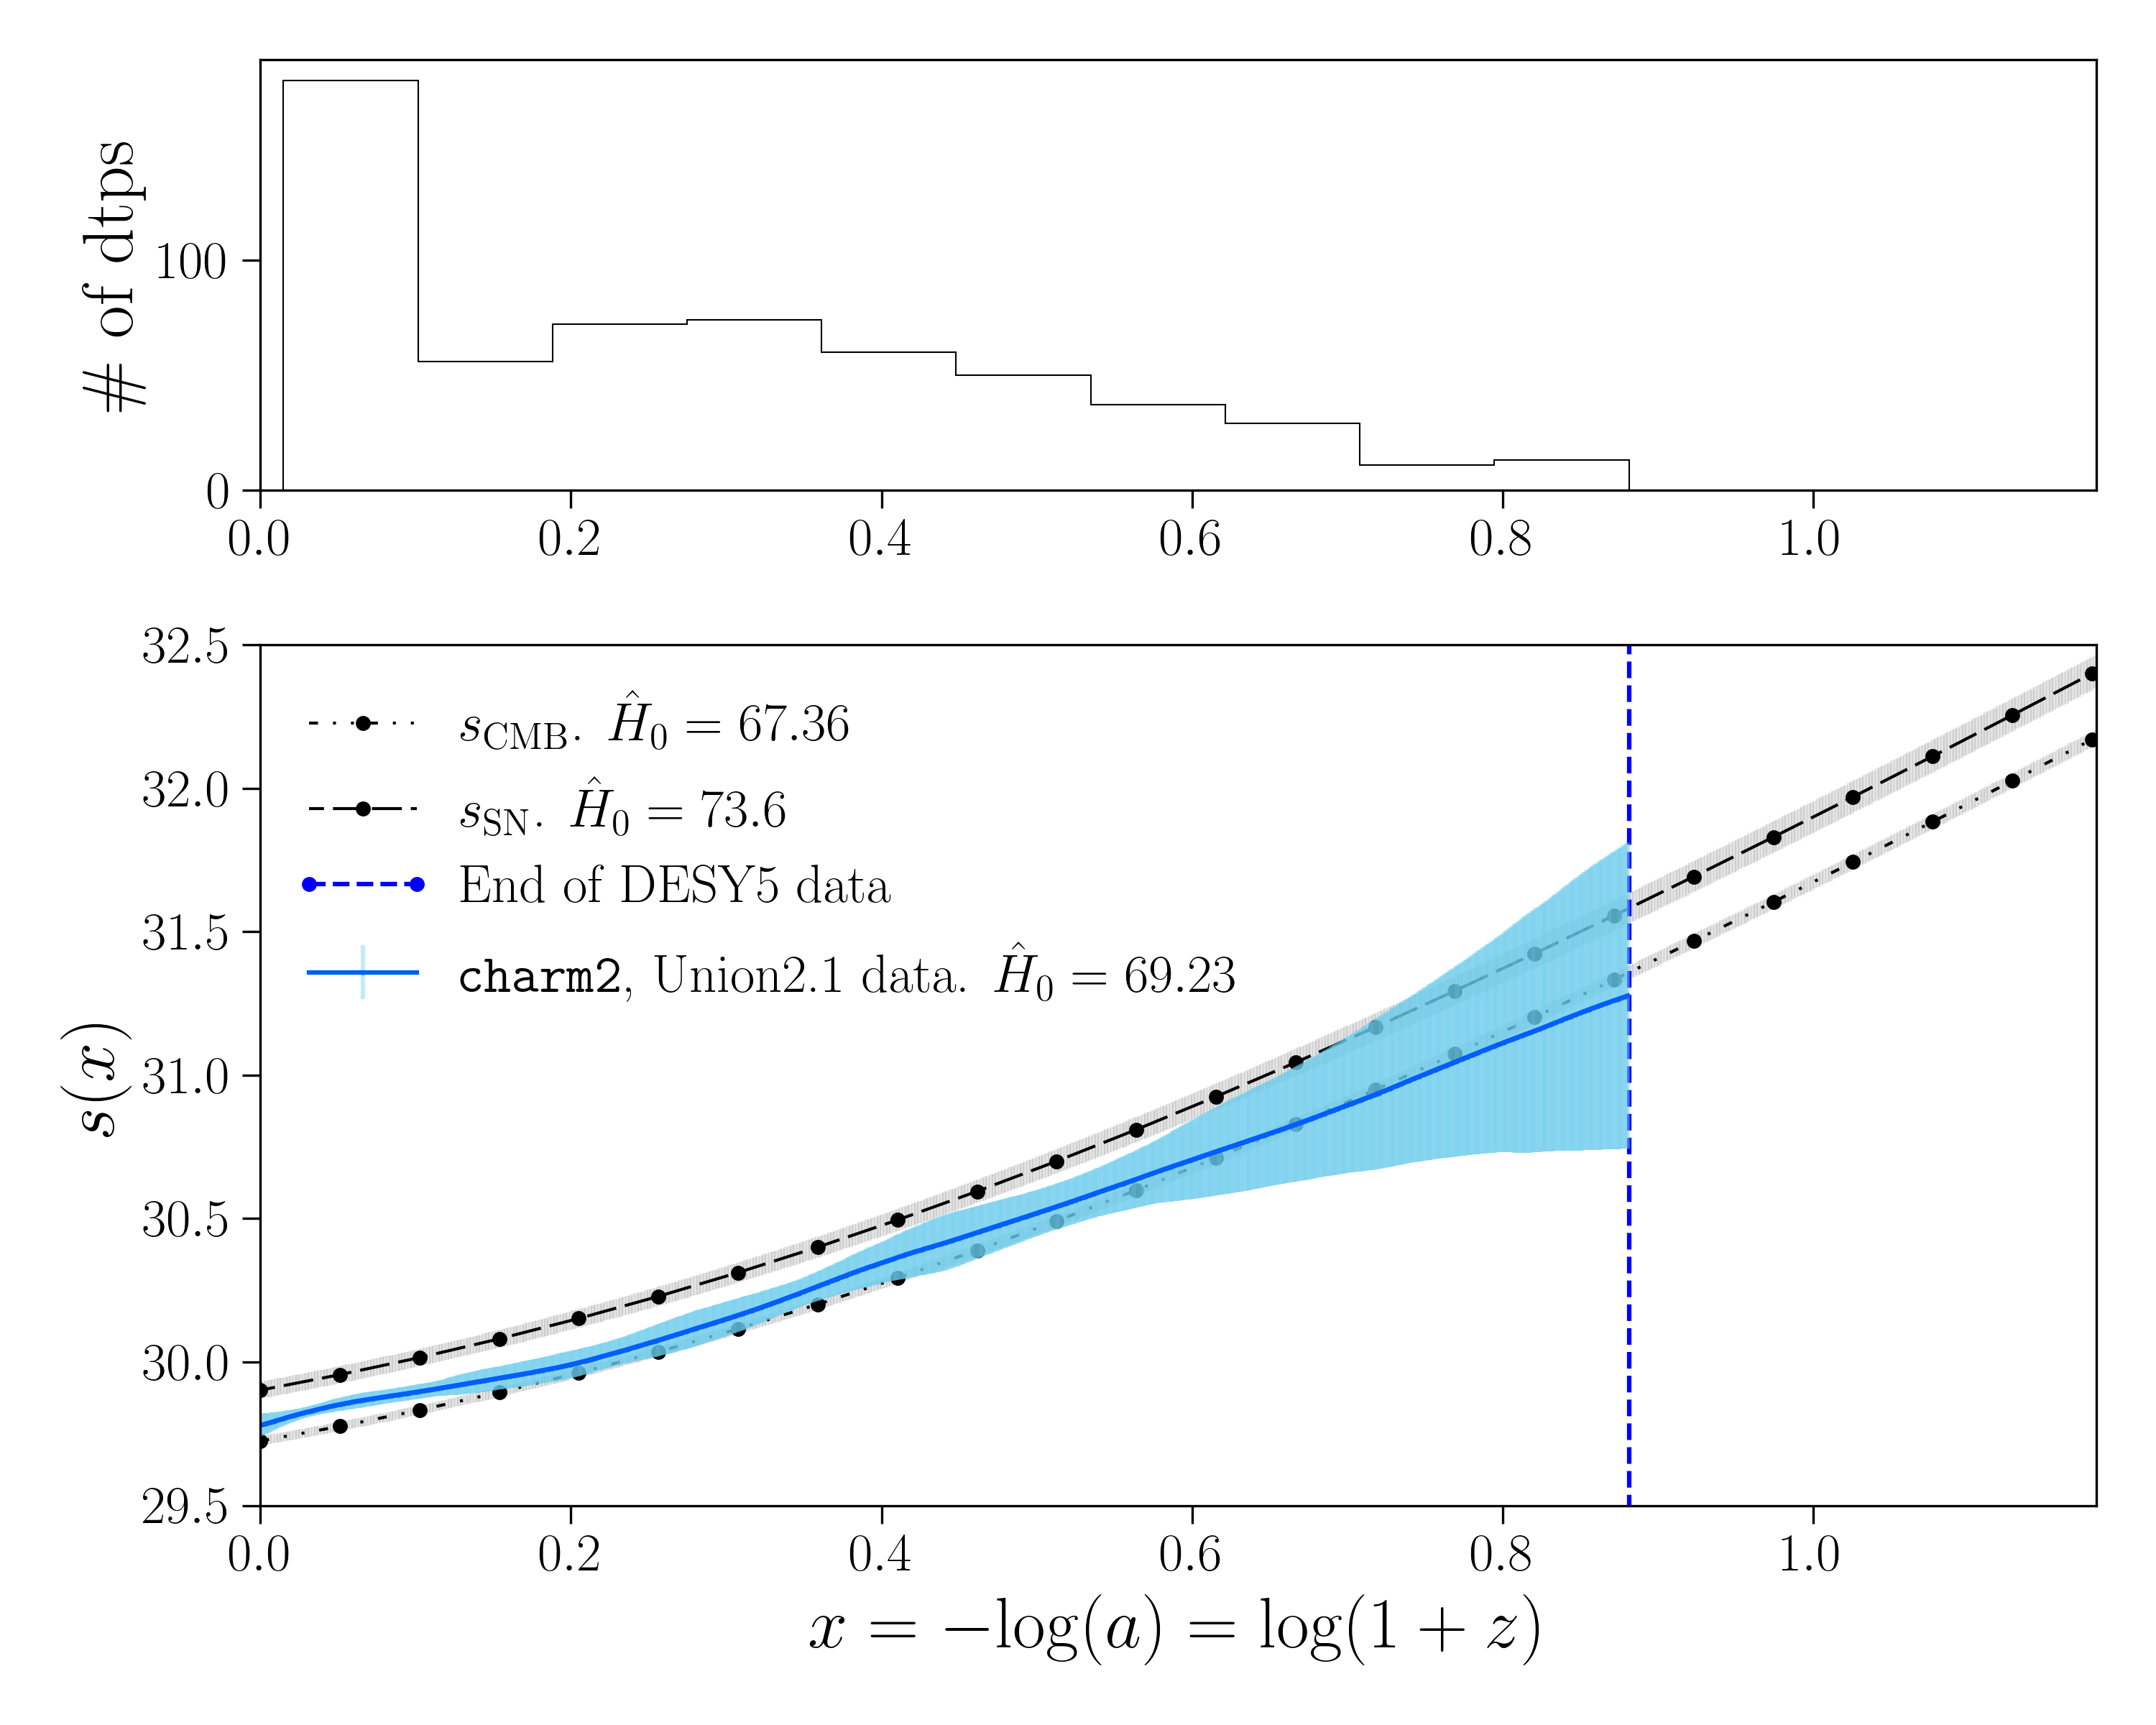 # of dtps
100
0
0.0 0.2 0.4 0.6 0.8 1.0
s(x)
32.5
32.0
31.5
31.0
30.5
30.0
29.5
s_CMB. Ĥ_0 = 67.36
s_SN. Ĥ_0 = 73.6
End of DESY5 data
charm2, Union2.1 data. Ĥ_0 = 69.23
0.0 0.2 0.4 0.6 0.8 1.0
x = −log(a) = log(1 + z)